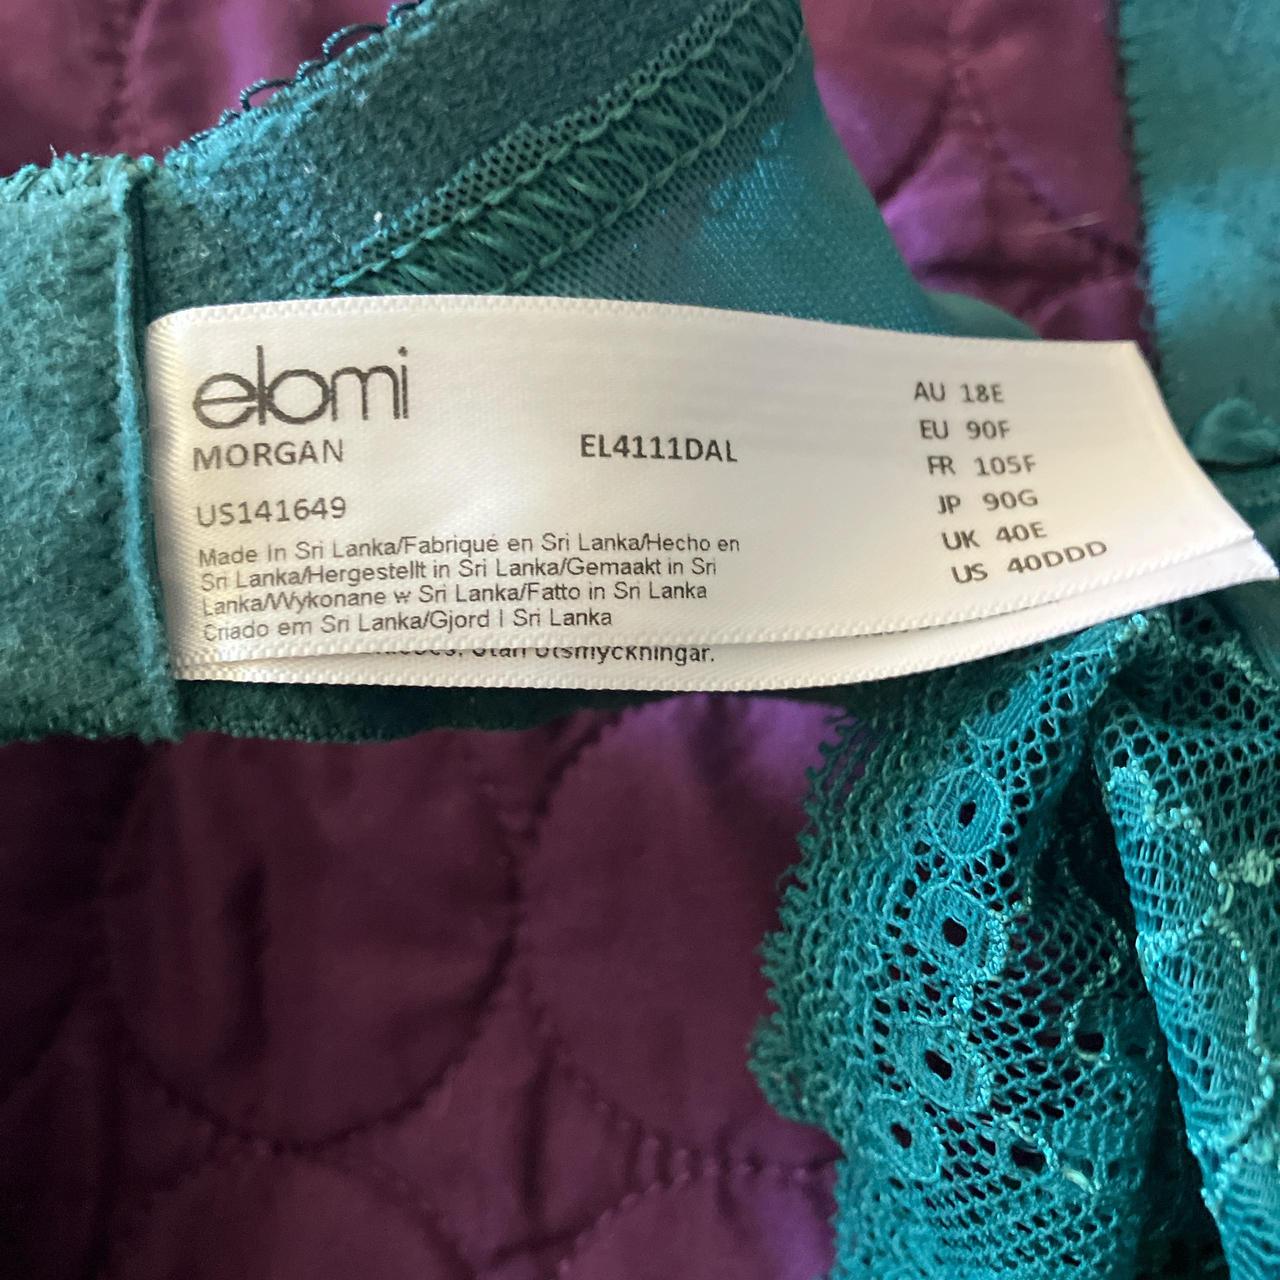 elomi
MORGAN
EL4111DAL
US141649
Made In Sri Lanka/Fabriqué en Sri Lanka/Hecho en
Sri Lanka/Hergestellt in Sri Lanka/Gemaakt in Sri
Lanka/Wykonane w Sri Lanka/Fatto in Sri Lanka
Criado em Sri Lanka/Gjord I Sri Lanka
AU 18E
EU 90F
FR 105F
JP 90G
UK 40E
US 40DDD
Utan utsmyckningar.